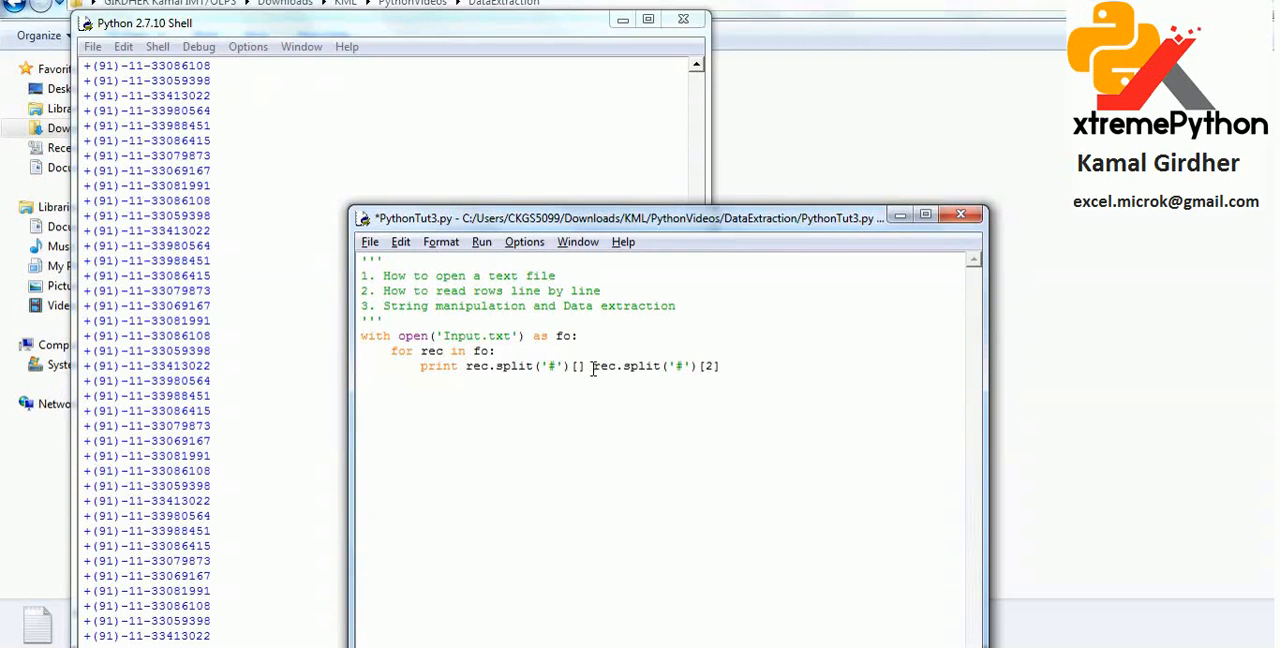 GIRDHER Kamal IMT/OLPS Downloads KML PythonVideos DataExtraction
Python 2.7.10 Shell
Organize
File Edit Shell Debug Options Window Help
Favorit
Desk
Libra
Dow
Rece
Docu
Librari
Docu
Mus
My P
Pictu
Vide
Comp
Syste
Netwo
+(91)-11-33086108
+(91)-11-33059398
+(91)-11-33413022
+(91)-11-33980564
+(91)-11-33988451
+(91)-11-33086415
+(91)-11-33079873
+(91)-11-33069167
+(91)-11-33081991
+(91)-11-33086108
+(91)-11-33059398
+(91)-11-33413022
+(91)-11-33980564
+(91)-11-33988451
+(91)-11-33086415
+(91)-11-33079873
+(91)-11-33069167
+(91)-11-33081991
+(91)-11-33086108
+(91)-11-33059398
+(91)-11-33413022
+(91)-11-33980564
+(91)-11-33988451
+(91)-11-33086415
+(91)-11-33079873
+(91)-11-33069167
+(91)-11-33081991
+(91)-11-33086108
+(91)-11-33059398
+(91)-11-33413022
+(91)-11-33980564
+(91)-11-33988451
+(91)-11-33086415
+(91)-11-33079873
+(91)-11-33069167
+(91)-11-33081991
+(91)-11-33086108
+(91)-11-33059398
+(91)-11-33413022
*PythonTut3.py - C:/Users/CKGS5099/Downloads/KML/PythonVideos/DataExtraction/PythonTut3.py ...
File Edit Format Run Options Window Help
'''
1. How to open a text file
2. How to read rows line by line
3. String manipulation and Data extraction
'''
with open('Input.txt') as fo:
for rec in fo:
print rec.split('#')[] rec.split('#')[2]
xtremePython
Kamal Girdher
excel.microk@gmail.com